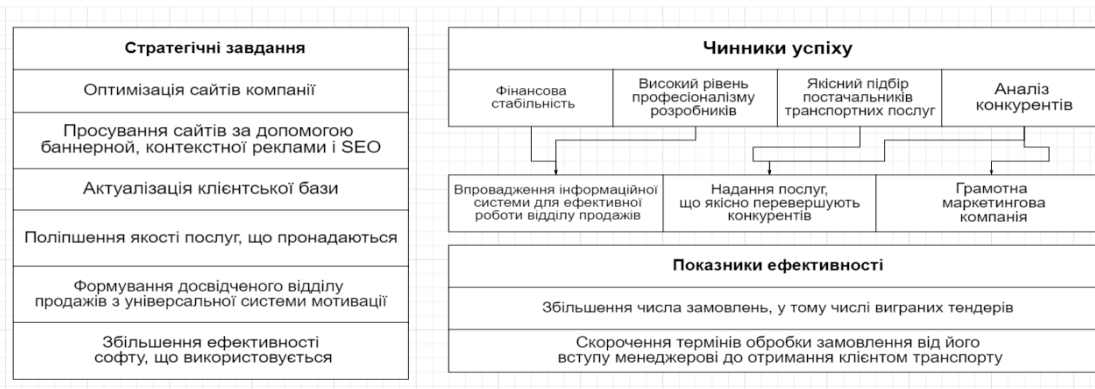 Стратегічні завдання
Оптимізація сайтів компанії
Просування сайтів за допомогою
баннерной, контекстної реклами і SEO
Актуалізація клієнтської бази
Поліпшення якості послуг, що пронадаються
Формування досвідченого відділу
продажів з універсальної системи мотивації
Збільшення ефективності
софту, що використовується
Чинники успіху
Фінансова
стабільність
Високий рівень
професіоналізму
розробників
Якісний підбір
постачальників
транспортних послуг
Аналіз
конкурентів
Впровадження інформаційної
системи для ефективної
роботи відділу продажів
Надання послуг,
що якісно перевершують
конкурентів
Грамотна
маркетингова
компанія
Показники ефективності
Збільшення числа замовлень, у тому числі виграних тендерів
Скорочення термінів обробки замовлення від його
вступу менеджерові до отримання клієнтом транспорту